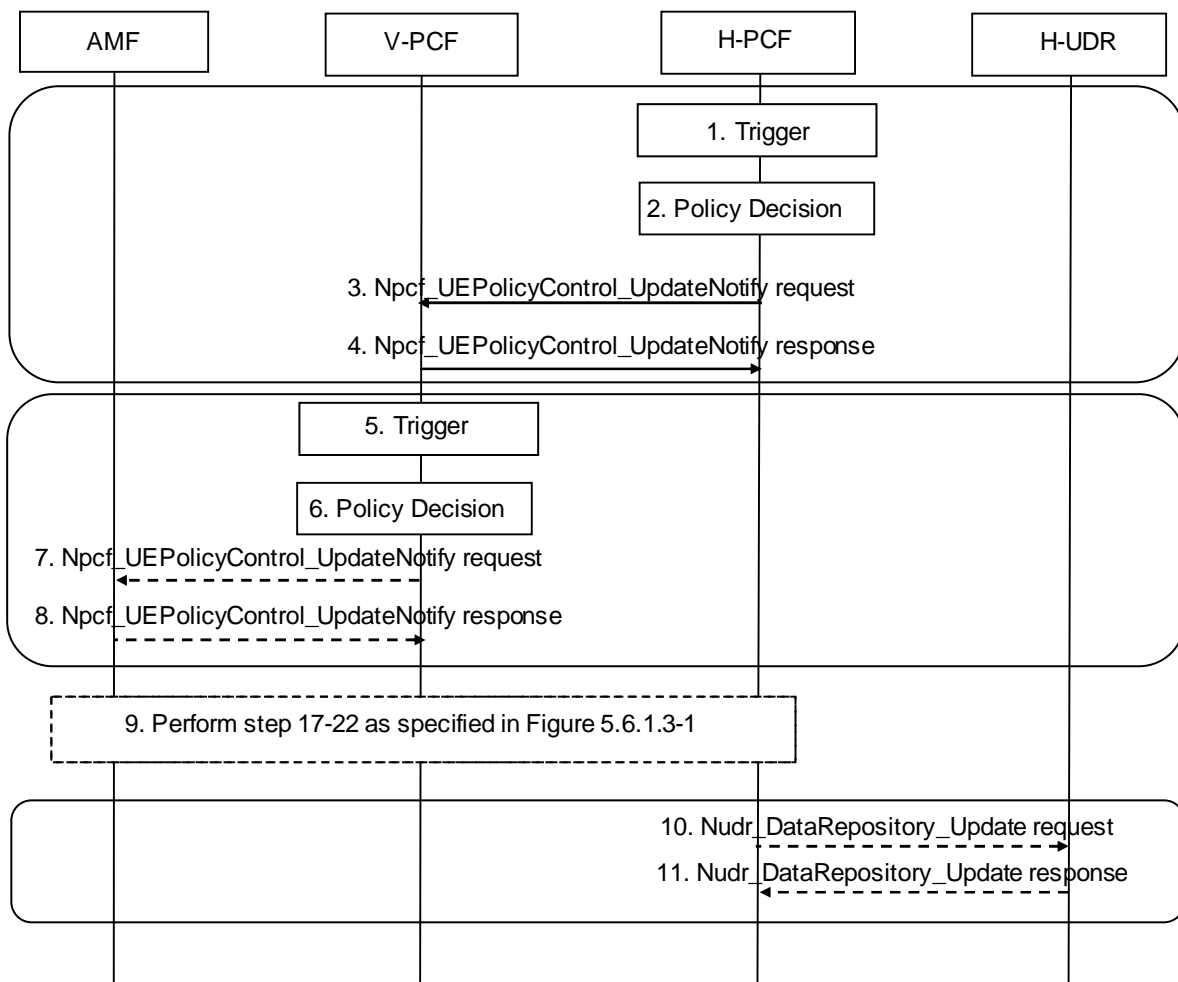 AMF
V-PCF
H-PCF
H-UDR
1. Trigger
2. Policy Decision
3. Npcf_UEPolicyControl_UpdateNotify request
4. Npcf_UEPolicyControl_UpdateNotify response
5. Trigger
6. Policy Decision
7. Npcf_UEPolicyControl_UpdateNotify request
8. Npcf_UEPolicyControl_UpdateNotify response
9. Perform step 17-22 as specified in Figure 5.6.1.3-1
10. Nudr_DataRepository_Update request
11. Nudr_DataRepository_Update response